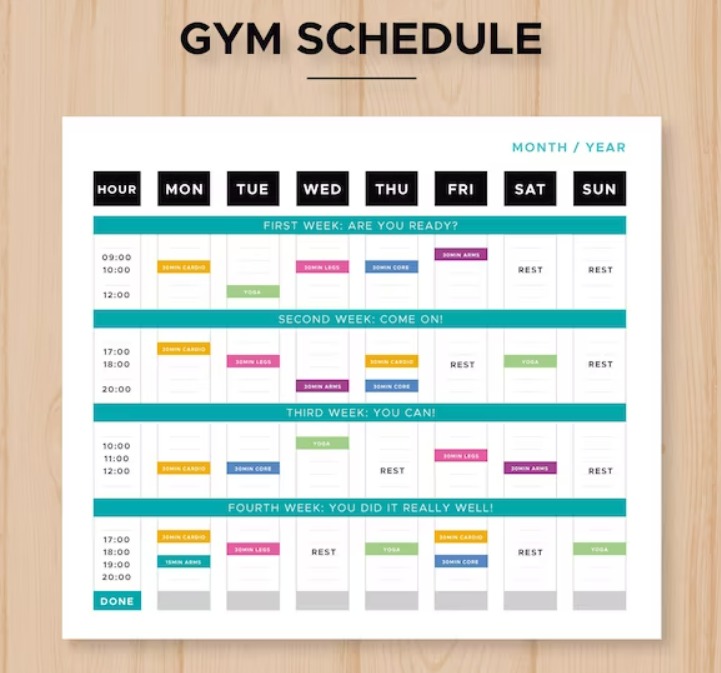 GYM SCHEDULE
MONTH / YEAR
HOUR MON TUE WED THU FRI SAT SUN
FIRST WEEK: ARE YOU READY?
09:00 30MIN ARMS
10:00 30MIN CARDIO 30MIN LEGS 30MIN CORE REST REST
12:00 YOGA
SECOND WEEK: COME ON!
17:00 30MIN CARDIO
18:00 30MIN LEGS 30MIN CARDIO REST YOGA REST
20:00 30MIN ARMS 30MIN CORE
THIRD WEEK: YOU CAN!
10:00 YOGA
11:00 30MIN LEGS
12:00 30MIN CARDIO 30MIN CORE REST 30MIN ARMS REST
FOURTH WEEK: YOU DID IT REALLY WELL!
17:00 30MIN CARDIO 30MIN CARDIO
18:00 30MIN LEGS REST YOGA REST YOGA
19:00 15MIN ARMS 30MIN CORE
20:00
DONE